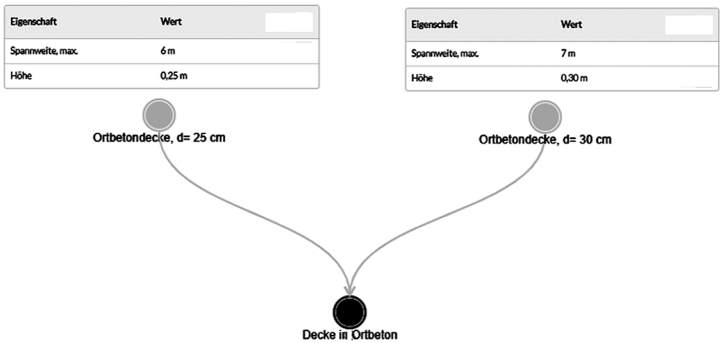 Eigenschaft Wert
Spannweite, max. 6 m
Höhe 0,25 m
Ortbetondecke, d= 25 cm
Eigenschaft Wert
Spannweite, max. 7 m
Höhe 0,30 m
Ortbetondecke, d= 30 cm
Decke in Ortbeton